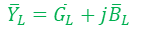 Ȳ_L = Ġ_L + jB̄_L